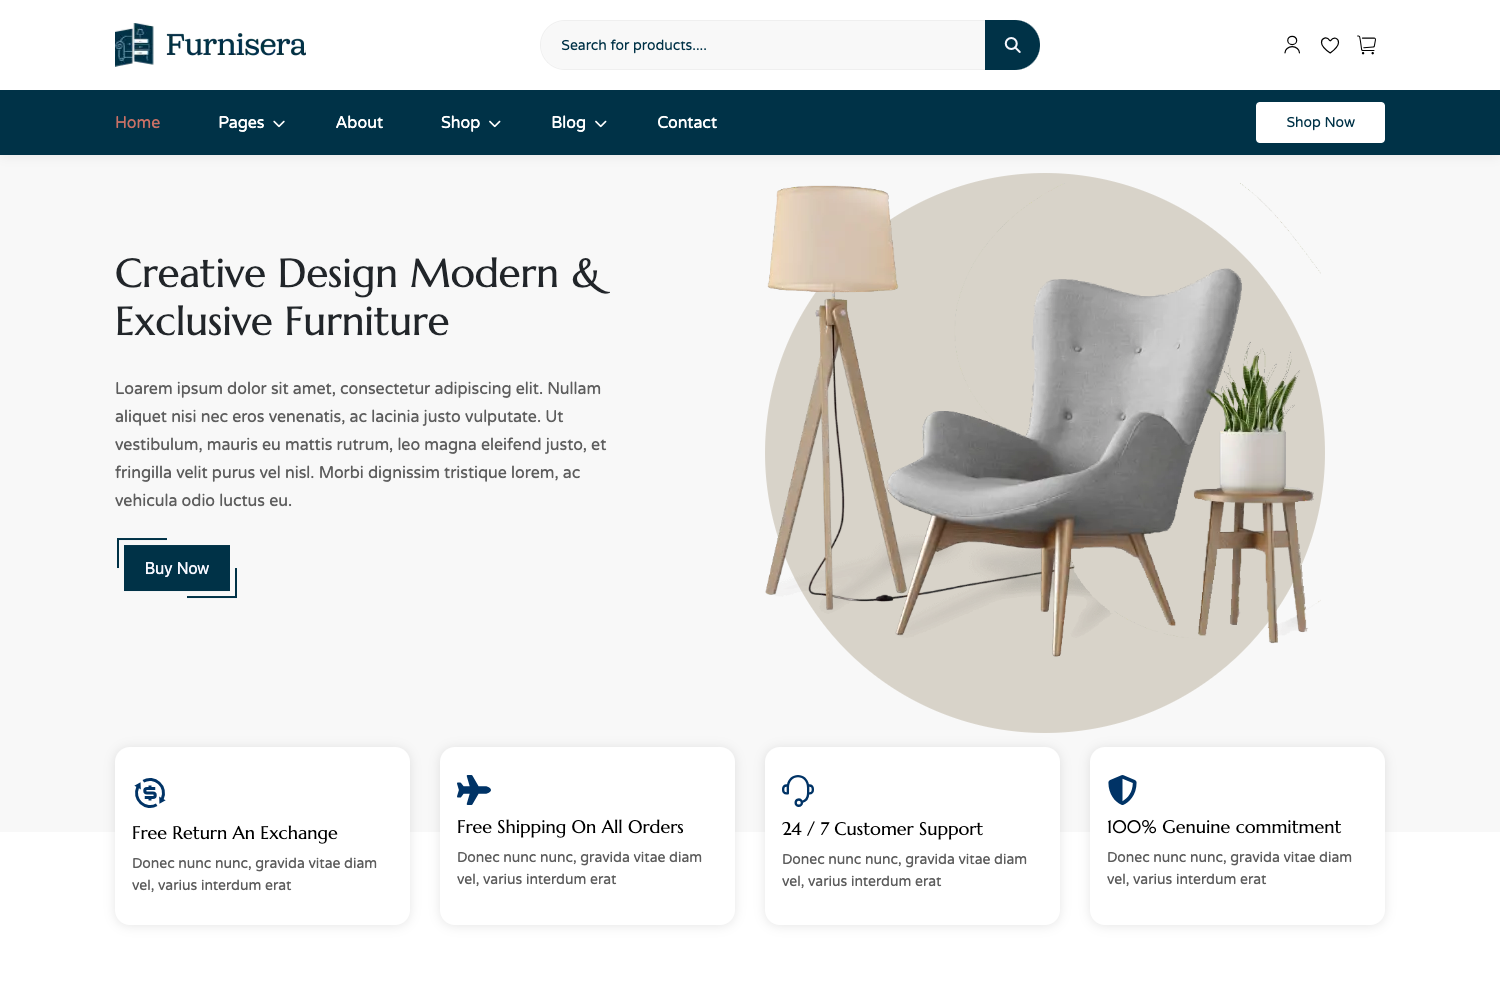 Furnisera
Search for products....
Home
Pages
About
Shop
Blog
Contact
Shop Now
Creative Design Modern &
Exclusive Furniture
Loarem ipsum dolor sit amet, consectetur adipiscing elit. Nullam
aliquet nisi nec eros venenatis, ac lacinia justo vulputate. Ut
vestibulum, mauris eu mattis rutrum, leo magna eleifend justo, et
fringilla velit purus vel nisl. Morbi dignissim tristique lorem, ac
vehicula odio luctus eu.
Buy Now
Free Return An Exchange
Donec nunc nunc, gravida vitae diam
vel, varius interdum erat
Free Shipping On All Orders
Donec nunc nunc, gravida vitae diam
vel, varius interdum erat
24 / 7 Customer Support
Donec nunc nunc, gravida vitae diam
vel, varius interdum erat
100% Genuine commitment
Donec nunc nunc, gravida vitae diam
vel, varius interdum erat